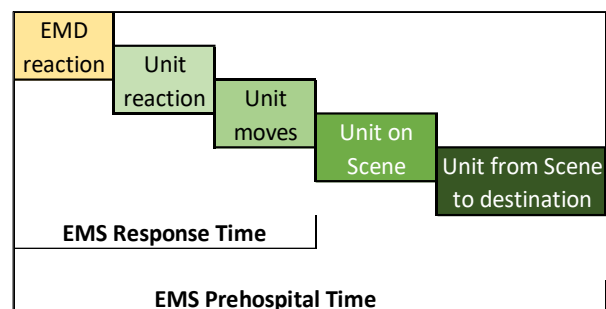 EMD
reaction
Unit
reaction
Unit
moves
Unit on
Scene
Unit from Scene
to destination
EMS Response Time
EMS Prehospital Time